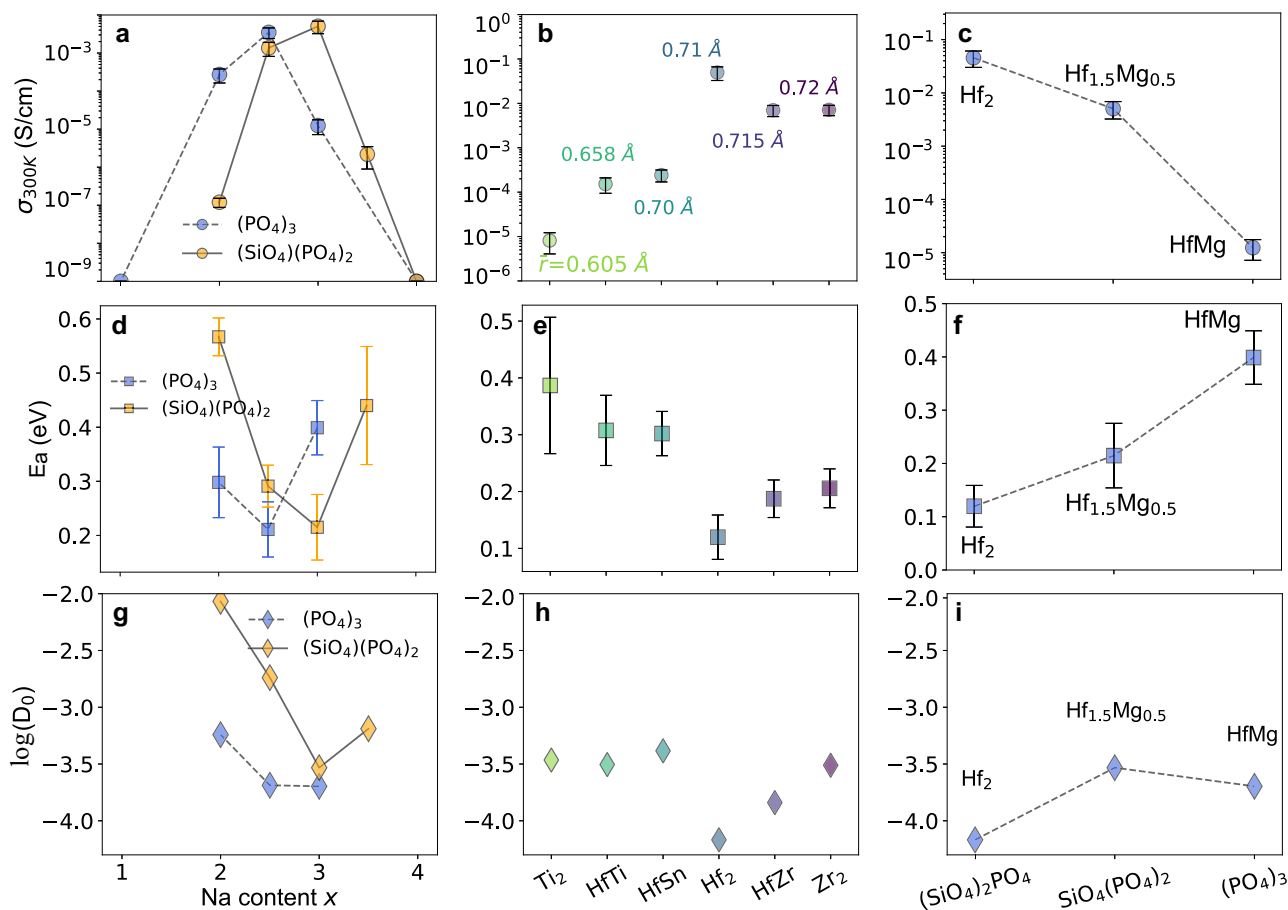 a
σ300K (S/cm)
10⁻³
10⁻⁵
10⁻⁷
10⁻⁹
(PO₄)₃
(SiO₄)(PO₄)₂
1
2
3
4
b
10⁰
10⁻¹
10⁻²
10⁻³
10⁻⁴
10⁻⁵
10⁻⁶
0.71 Å
0.72 Å
0.658 Å
0.715 Å
0.70 Å
r̄=0.605 Å
c
10⁻¹
10⁻²
10⁻³
10⁻⁴
10⁻⁵
Hf₂
Hf₁.₅Mg₀.₅
HfMg
d
Eₐ (eV)
0.6
0.5
0.4
0.3
0.2
(PO₄)₃
(SiO₄)(PO₄)₂
e
0.5
0.4
0.3
0.2
0.1
f
0.5
0.4
0.3
0.2
0.1
0.0
HfMg
Hf₁.₅Mg₀.₅
Hf₂
g
log(D₀)
−2.0
−2.5
−3.0
−3.5
−4.0
(PO₄)₃
(SiO₄)(PO₄)₂
1
2
3
4
Na content x
h
−2.0
−2.5
−3.0
−3.5
−4.0
Ti₂
HfTi
HfSn
Hf₂
HfZr
Zr₂
i
−2.0
−2.5
−3.0
−3.5
−4.0
Hf₁.₅Mg₀.₅
HfMg
Hf₂
(SiO₄)₂PO₄
SiO₄(PO₄)₂
(PO₄)₃